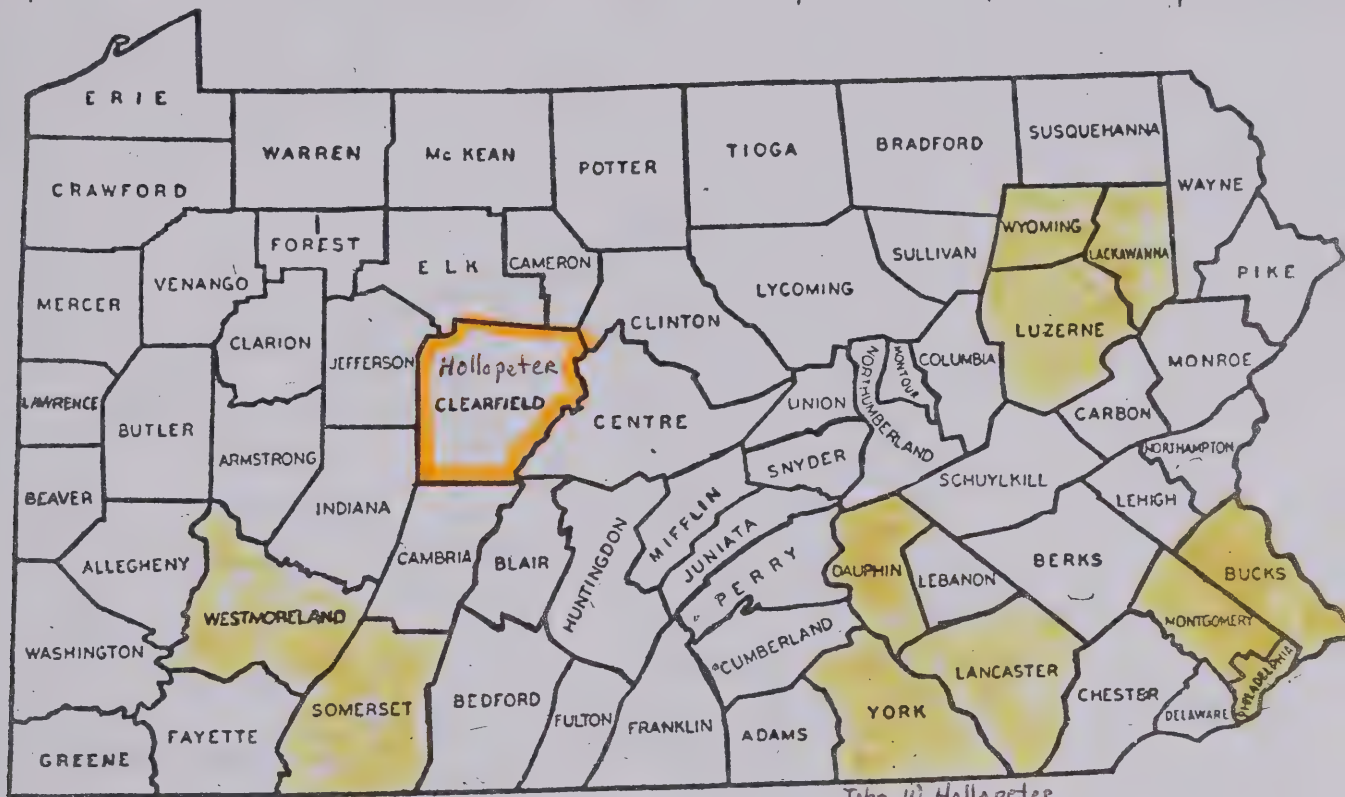 ERIE
WARREN
Mc KEAN
POTTER
TIOGA
BRADFORD
SUSQUEHANNA
CRAWFORD
WAYNE
FOREST
ELK
CAMERON
SULLIVAN
WYOMING
LACKAWANNA
PIKE
MERCER
VENANGO
LYCOMING
LUZERNE
CLARION
JEFFERSON
Hollopeter
CLEARFIELD
CLINTON
NORTHUMBERLAND
MONTOUR
COLUMBIA
MONROE
LAWRENCE
BUTLER
CENTRE
UNION
CARBON
BEAVER
ARMSTRONG
SNYDER
SCHUYLKILL
NORTHAMPTON
INDIANA
LEHIGH
ALLEGHENY
CAMBRIA
BLAIR
HUNTINGDON
MIFFLIN
JUNIATA
PERRY
DAUPHIN
LEBANON
BERKS
BUCKS
WESTMORELAND
MONTGOMERY
WASHINGTON
CUMBERLAND
LANCASTER
PHILADELPHIA
SOMERSET
BEDFORD
FULTON
FRANKLIN
ADAMS
YORK
CHESTER
DELAWARE
GREENE
FAYETTE
John W Hollopeter